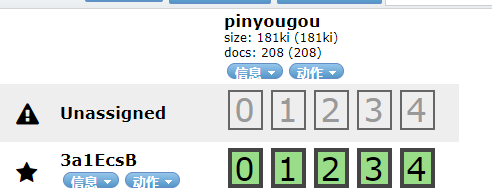 pinyougou
size: 181ki (181ki)
docs: 208 (208)
信息 动作
Unassigned 0 1 2 3 4
3a1EcsB 0 1 2 3 4
信息 动作